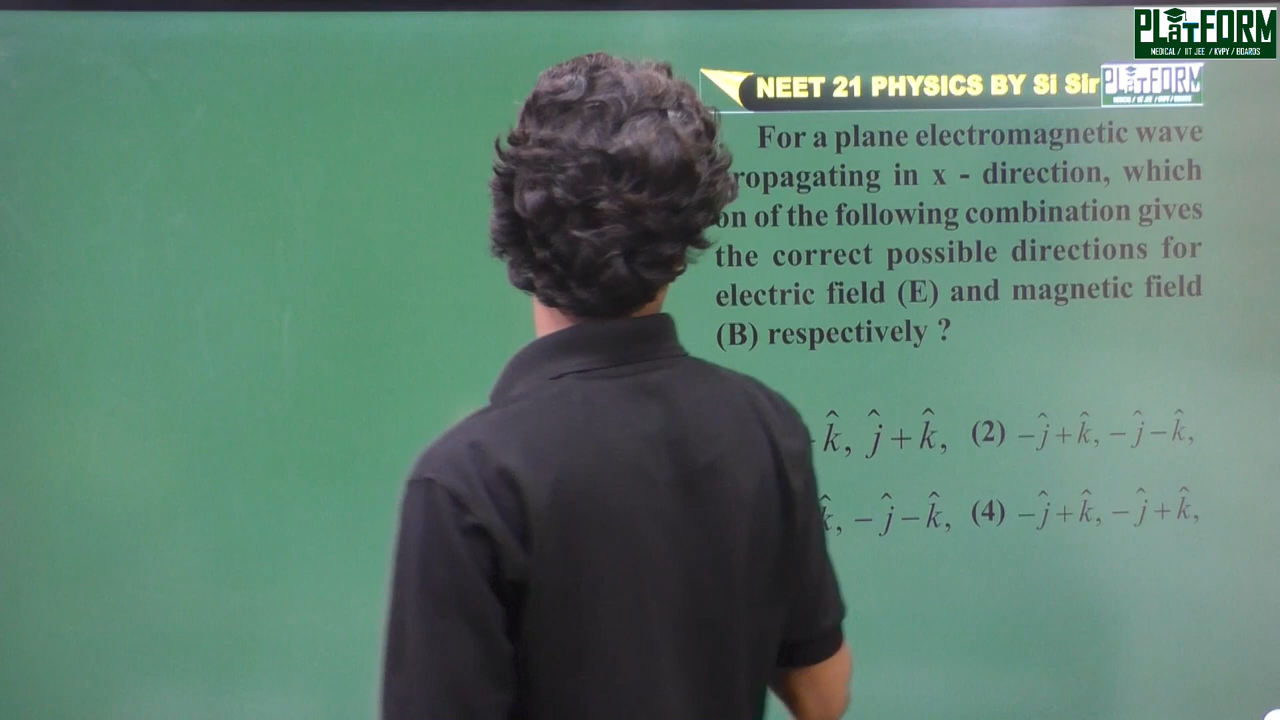 PLATFORM
MEDICAL / IIT JEE / KVPY / BOARDS
NEET 21 PHYSICS BY Si Sir PLATFORM
For a plane electromagnetic wave
ropagating in x - direction, which
on of the following combination gives
the correct possible directions for
electric field (E) and magnetic field
(B) respectively ?
k̂, ĵ + k̂, (2) −ĵ + k̂, −ĵ − k̂,
k̂, −ĵ − k̂, (4) −ĵ + k̂, −ĵ + k̂,